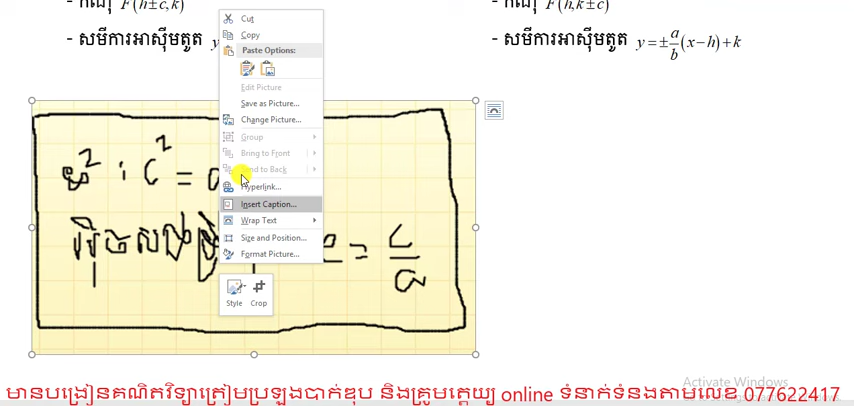 - កំណុំ F(h±c,k)
- កំណុំ F(h,k±c)
- សមីការអាស៊ីមតូត y
- សមីការអាស៊ីមតូត y=±a/b(x−h)+k
Cut
Copy
Paste Options:
Edit Picture
Save as Picture...
Change Picture...
Group
Bring to Front
Send to Back
Hyperlink...
Insert Caption...
Wrap Text
Size and Position...
Format Picture...
Style Crop
: c² = a
e = c/a
Activate Windows
មានបង្រៀនគណិតវិទ្យាត្រៀមប្រឡងបាក់ឌុប និងគ្រូមត្តេយ្យ online ទំនាក់ទំនងតាមលេខ 077622417